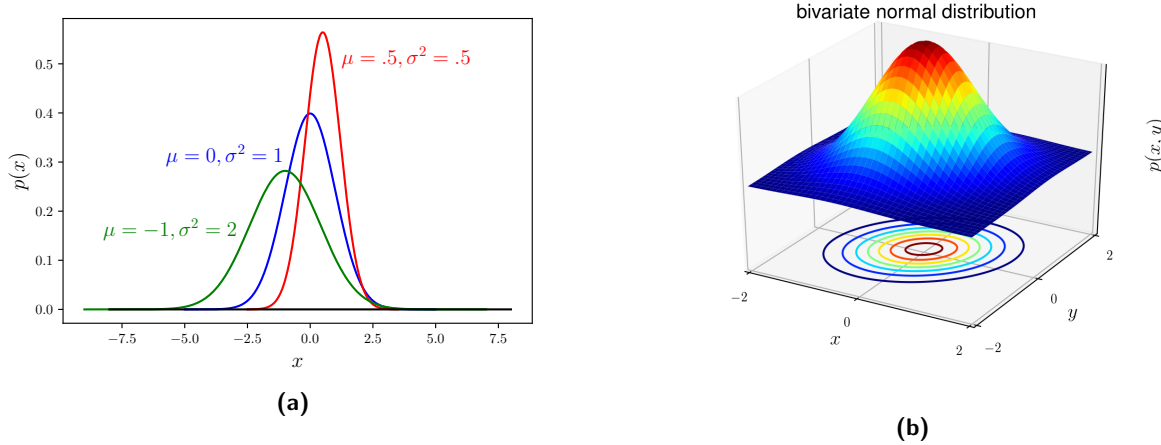 0.5
0.4
0.3
0.2
0.1
0.0
p(x)
μ = .5, σ² = .5
μ = 0, σ² = 1
μ = −1, σ² = 2
−7.5 −5.0 −2.5 0.0 2.5 5.0 7.5
x
(a)
bivariate normal distribution
p(x, y)
−2
0
2
x
−2
0
2
y
(b)